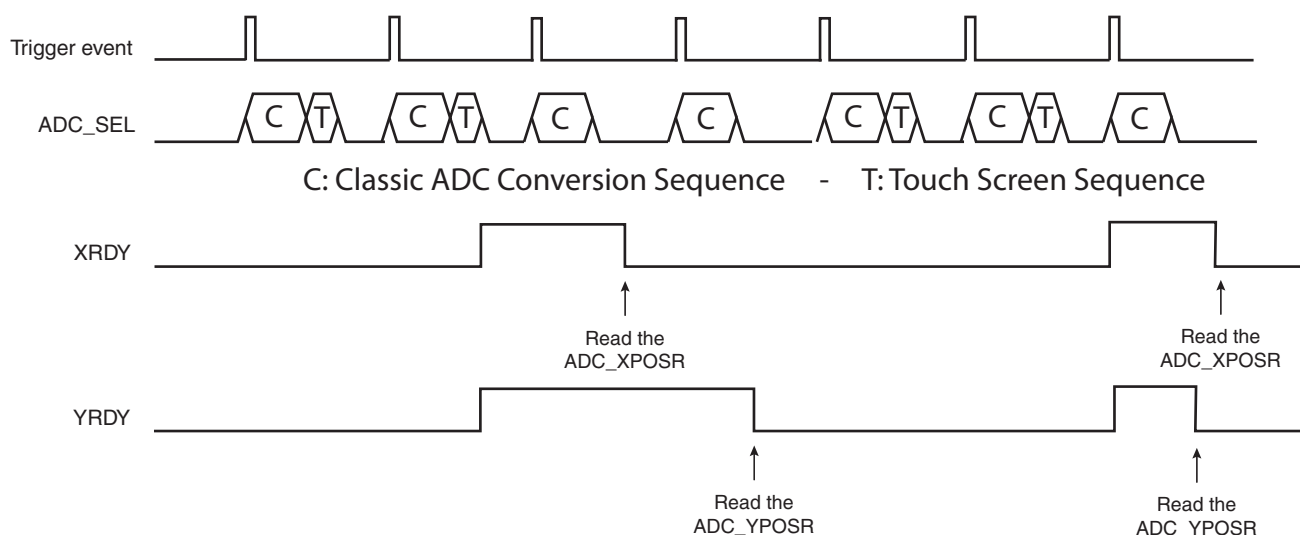 Trigger event
ADC_SEL
C T C T C C C T C T C
C: Classic ADC Conversion Sequence - T: Touch Screen Sequence
XRDY
Read the
ADC_XPOSR
Read the
ADC_XPOSR
YRDY
Read the
ADC_YPOSR
Read the
ADC_YPOSR